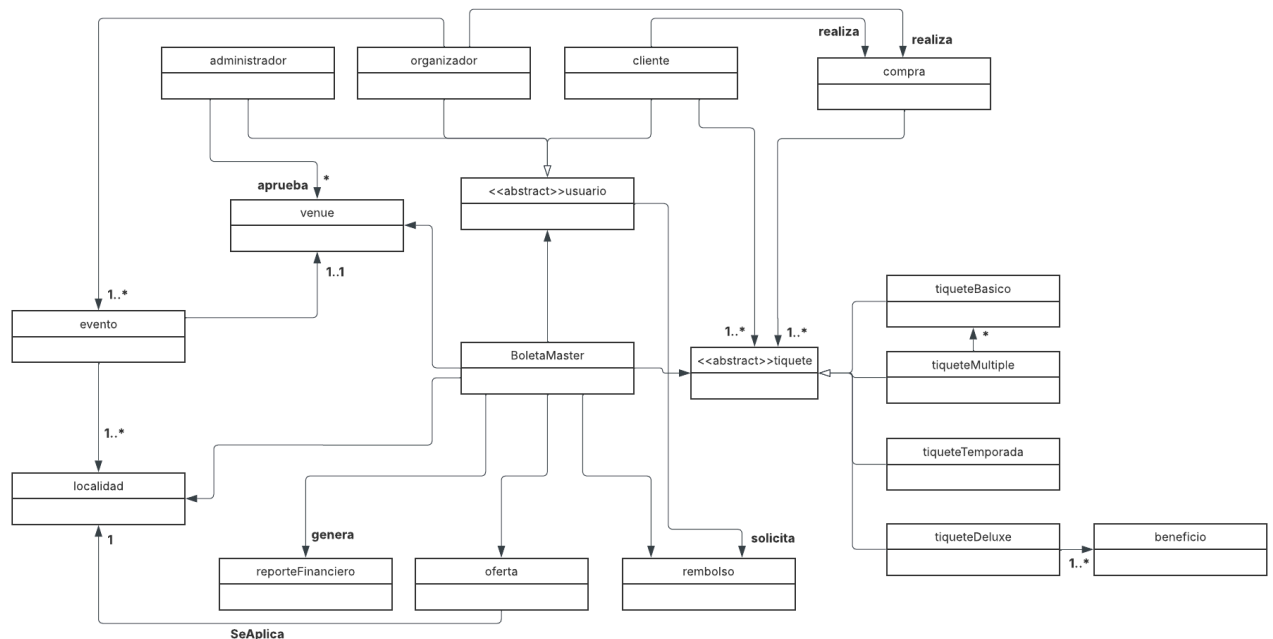 realiza
realiza
administrador
organizador
cliente
compra
aprueba
*
<<abstract>>usuario
venue
1..1
1..*
evento
tiqueteBasico
1..*
1..*
*
BoletaMaster
<<abstract>>tiquete
tiqueteMultiple
1..*
tiqueteTemporada
localidad
1
genera
solicita
tiqueteDeluxe
beneficio
1..*
reporteFinanciero
oferta
rembolso
SeAplica